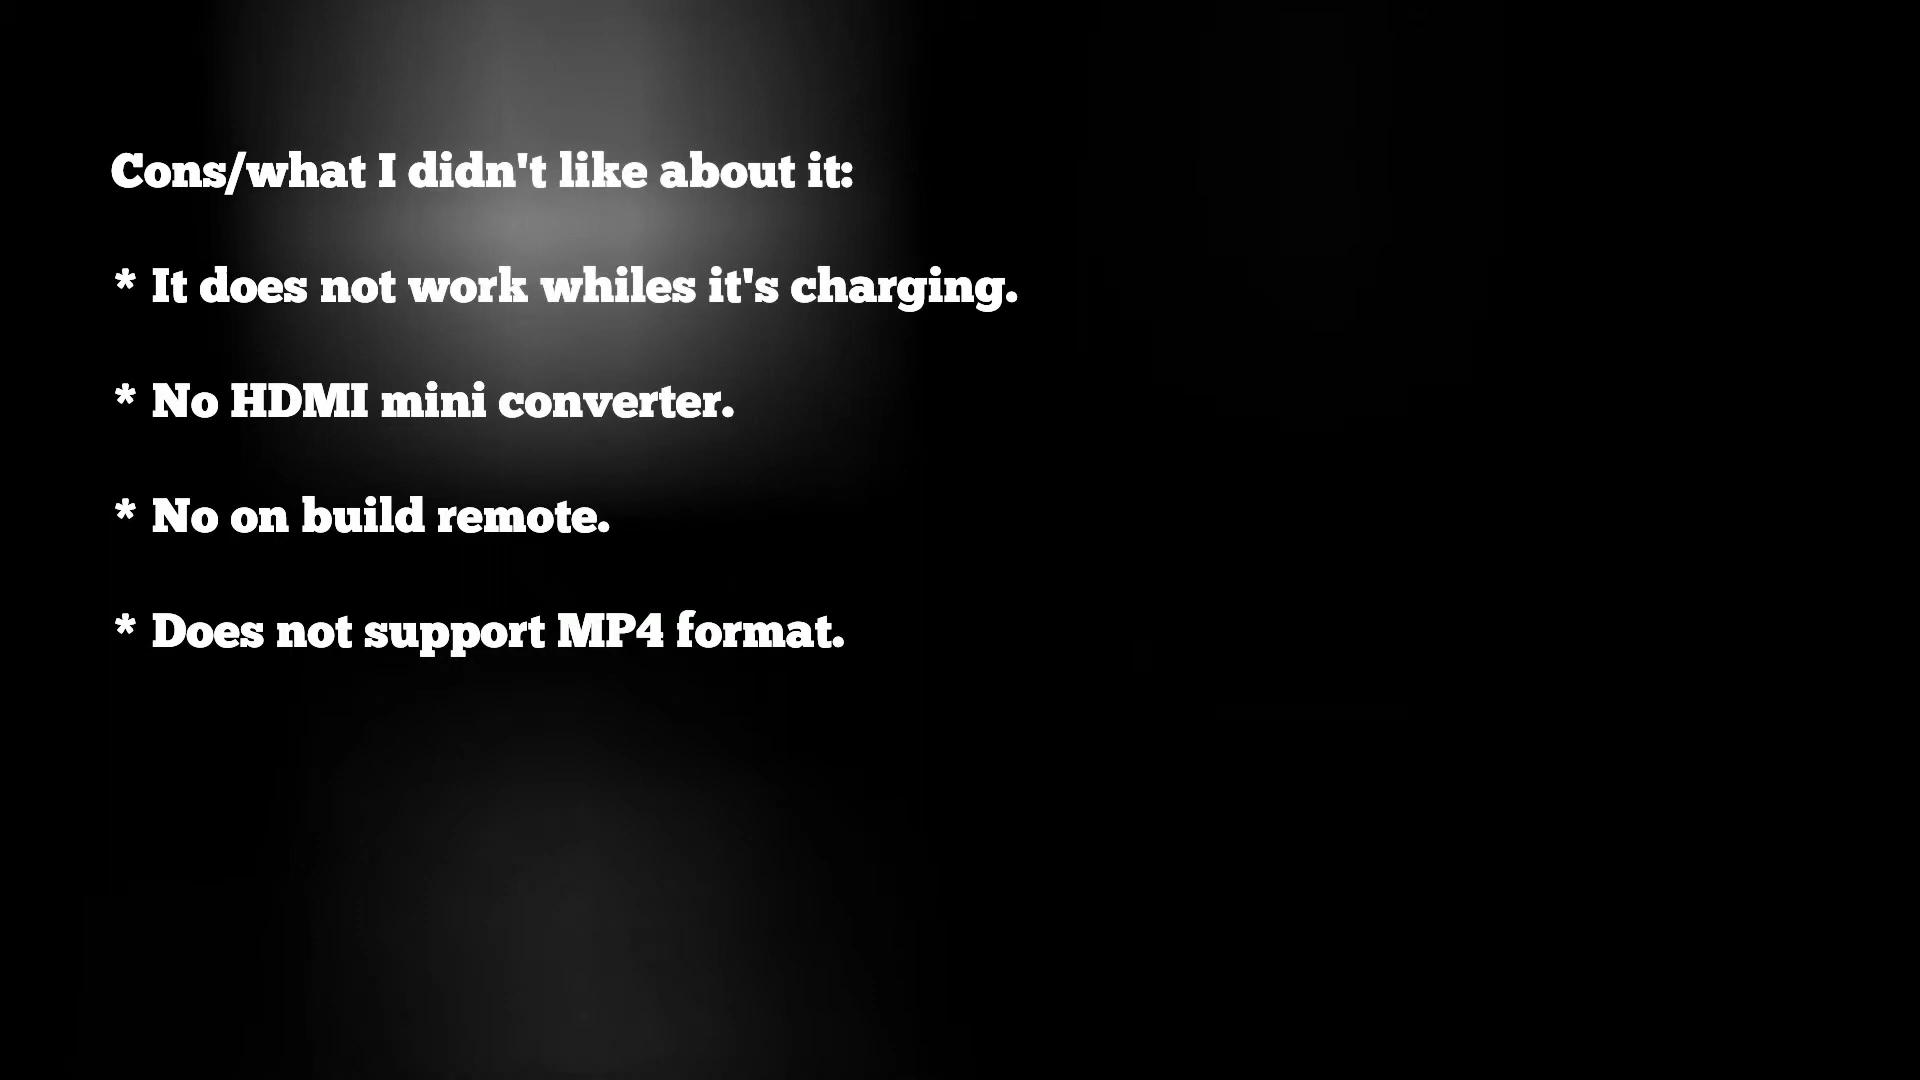 Cons/what I didn't like about it:
* It does not work whiles it's charging.
* No HDMI mini converter.
* No on build remote.
* Does not support MP4 format.